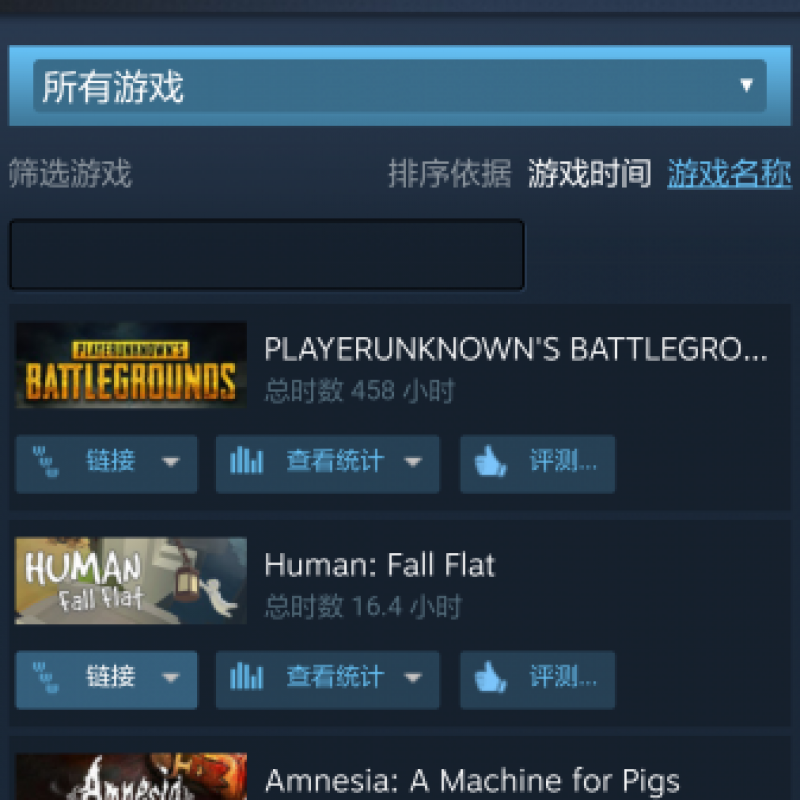 所有游戏
筛选游戏 排序依据 游戏时间 游戏名称
PLAYERUNKNOWN'S
BATTLEGROUNDS
PLAYERUNKNOWN'S BATTLEGRO...
总时数 458 小时
链接 查看统计 评测...
HUMAN
Fall Flat
Human: Fall Flat
总时数 16.4 小时
链接 查看统计 评测...
Amnesia
Amnesia: A Machine for Pigs